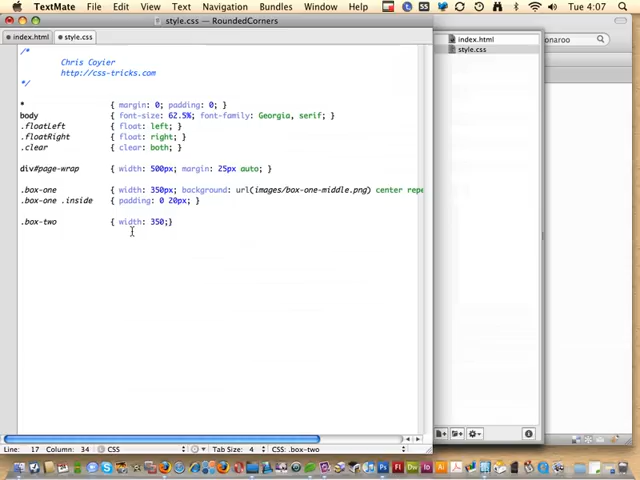 TextMate File Edit View Text Navigation Bundles Window Help Tue 4:07
style.css — RoundedCorners
index.html style.css
/*
Chris Coyier
http://css-tricks.com
*/
* { margin: 0; padding: 0; }
body { font-size: 62.5%; font-family: Georgia, serif; }
.floatLeft { float: left; }
.floatRight { float: right; }
.clear { clear: both; }
div#page-wrap { width: 500px; margin: 25px auto; }
.box-one { width: 350px; background: url(images/box-one-middle.png) center repe
.box-one .inside { padding: 0 20px; }
.box-two { width: 350;}
index.html
style.css
onaroo
Line: 17 Column: 34 CSS Tab Size: 4 CSS: .box-two